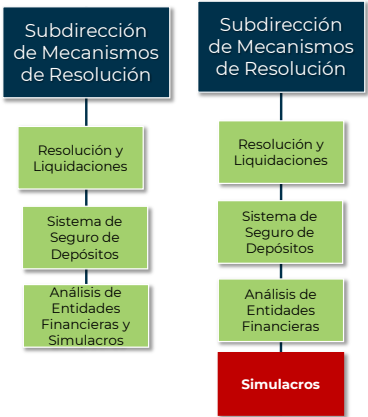 Subdirección
de Mecanismos
de Resolución
Resolución y
Liquidaciones
Sistema de
Seguro de
Depósitos
Análisis de
Entidades
Financieras y
Simulacros
Subdirección
de Mecanismos
de Resolución
Resolución y
Liquidaciones
Sistema de
Seguro de
Depósitos
Análisis de
Entidades
Financieras
Simulacros